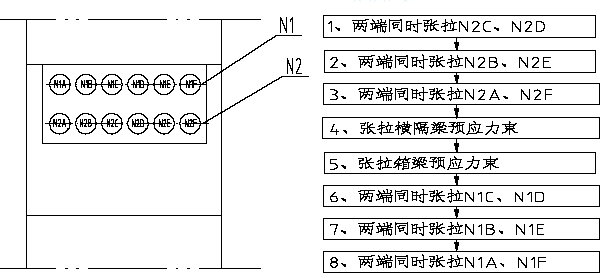 N1
N1A N1B N1C N1D N1E N1F
N2
N2A N2B N2C N2D N2E N2F
1、两端同时张拉N2C、N2D
2、两端同时张拉N2B、N2E
3、两端同时张拉N2A、N2F
4、张拉横隔梁预应力束
5、张拉箱梁预应力束
6、两端同时张拉N1C、N1D
7、两端同时张拉N1B、N1E
8、两端同时张拉N1A、N1F